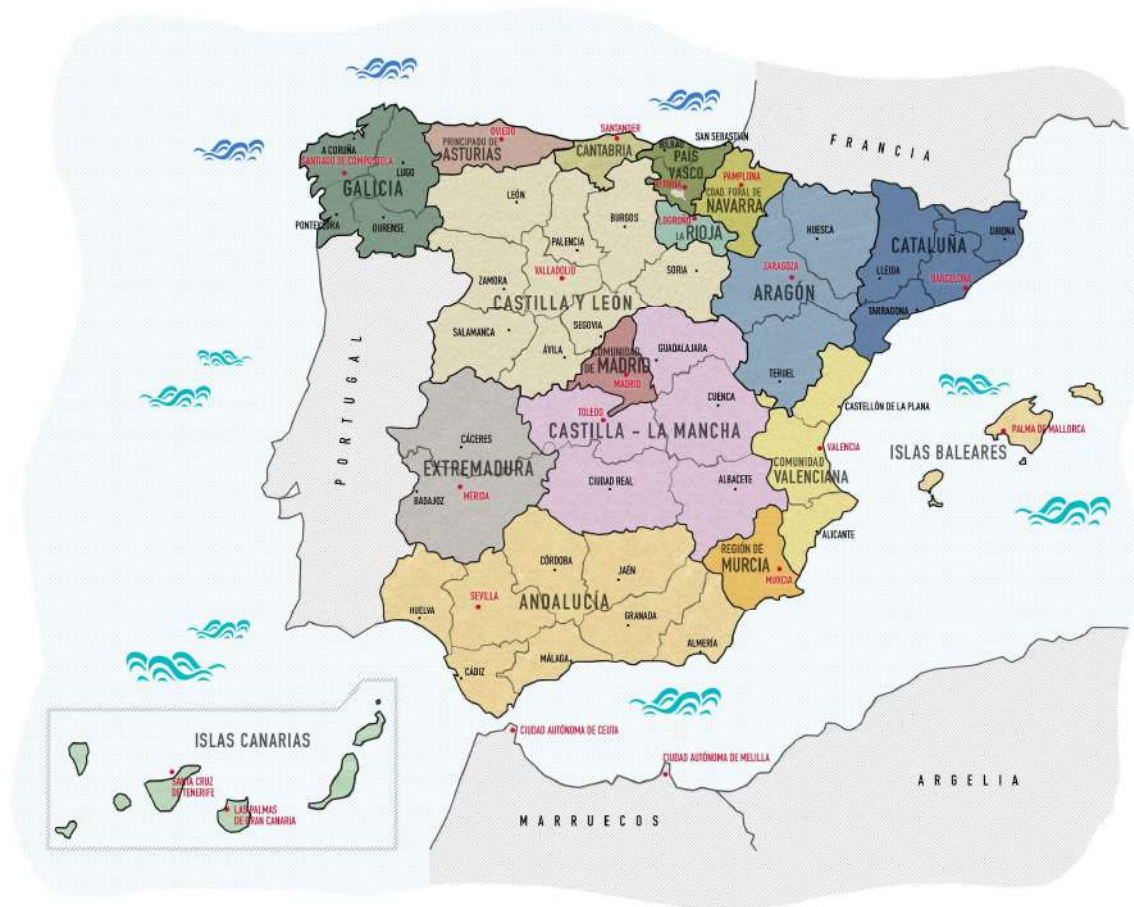 OVIEDO
SANTANDER
SAN SEBASTIÁN
FRANCIA
A CORUÑA
SANTIAGO DE COMPOSTELA
LUGO
GALICIA
PONTEVEDRA
OURENSE
PRINCIPADO DE
ASTURIAS
CANTABRIA
BILBAO
PAÍS
VASCO
VITORIA
PAMPLONA
CDAD. FORAL DE
NAVARRA
LOGROÑO
LA RIOJA
LEÓN
BURGOS
PALENCIA
VALLADOLID
ZAMORA
SORIA
CASTILLA Y LEÓN
SALAMANCA
SEGOVIA
ÁVILA
HUESCA
ZARAGOZA
ARAGÓN
TERUEL
CATALUÑA
GIRONA
LLEIDA
BARCELONA
TARRAGONA
COMUNIDAD
DE MADRID
MADRID
GUADALAJARA
CUENCA
TOLEDO
CASTILLA - LA MANCHA
CIUDAD REAL
ALBACETE
PORTUGAL
CÁCERES
EXTREMADURA
BADAJOZ
MÉRIDA
CASTELLÓN DE LA PLANA
VALENCIA
COMUNIDAD
VALENCIANA
ALICANTE
PALMA DE MALLORCA
ISLAS BALEARES
REGIÓN DE
MURCIA
MURCIA
CÓRDOBA
JAÉN
SEVILLA
ANDALUCÍA
HUELVA
GRANADA
ALMERÍA
MÁLAGA
CÁDIZ
ISLAS CANARIAS
SANTA CRUZ
DE TENERIFE
LAS PALMAS
DE GRAN CANARIA
CIUDAD AUTÓNOMA DE CEUTA
CIUDAD AUTÓNOMA DE MELILLA
MARRUECOS
ARGELIA